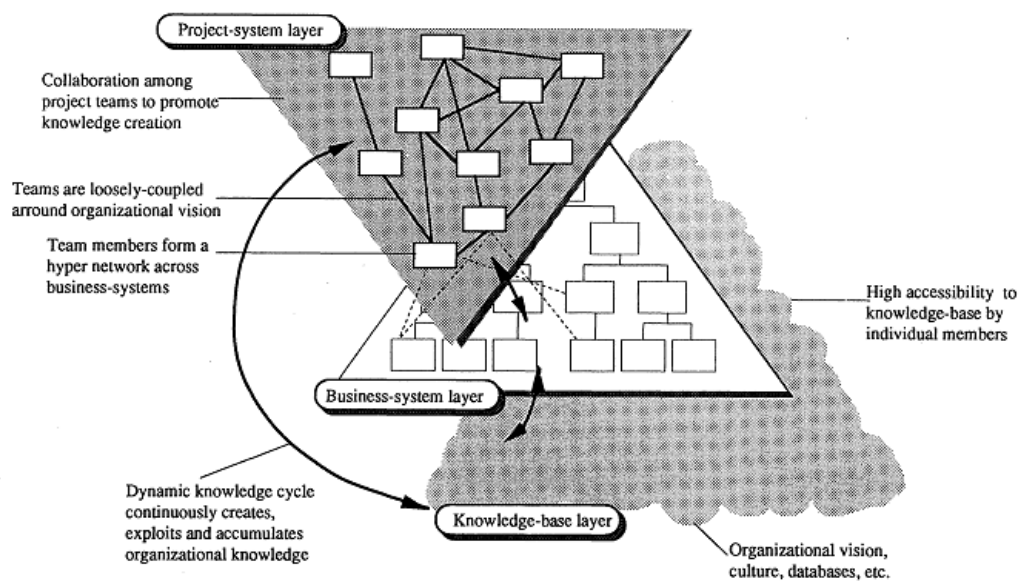 Project-system layer
Collaboration among
project teams to promote
knowledge creation
Teams are loosely-coupled
arround organizational vision
Team members form a
hyper network across
business-systems
High accessibility to
knowledge-base by
individual members
Business-system layer
Dynamic knowledge cycle
continuously creates,
exploits and accumulates
organizational knowledge
Knowledge-base layer
Organizational vision,
culture, databases, etc.